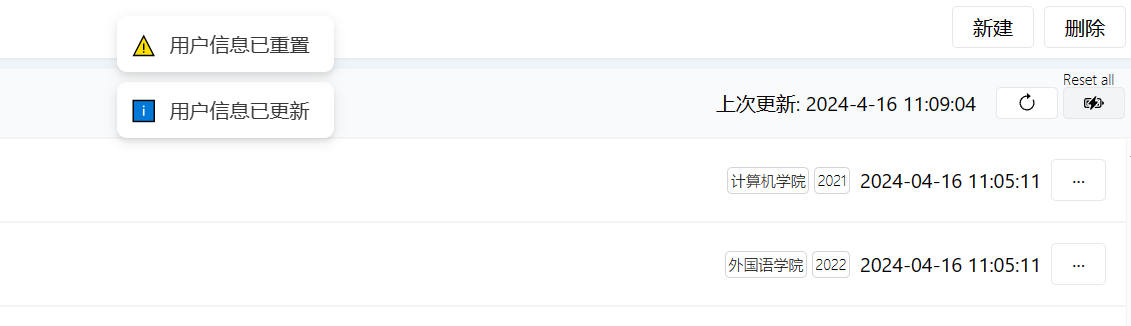 新建 删除
用户信息已重置
Reset all
用户信息已更新
上次更新: 2024-4-16 11:09:04
计算机学院 2021 2024-04-16 11:05:11 ...
外国语学院 2022 2024-04-16 11:05:11 ...